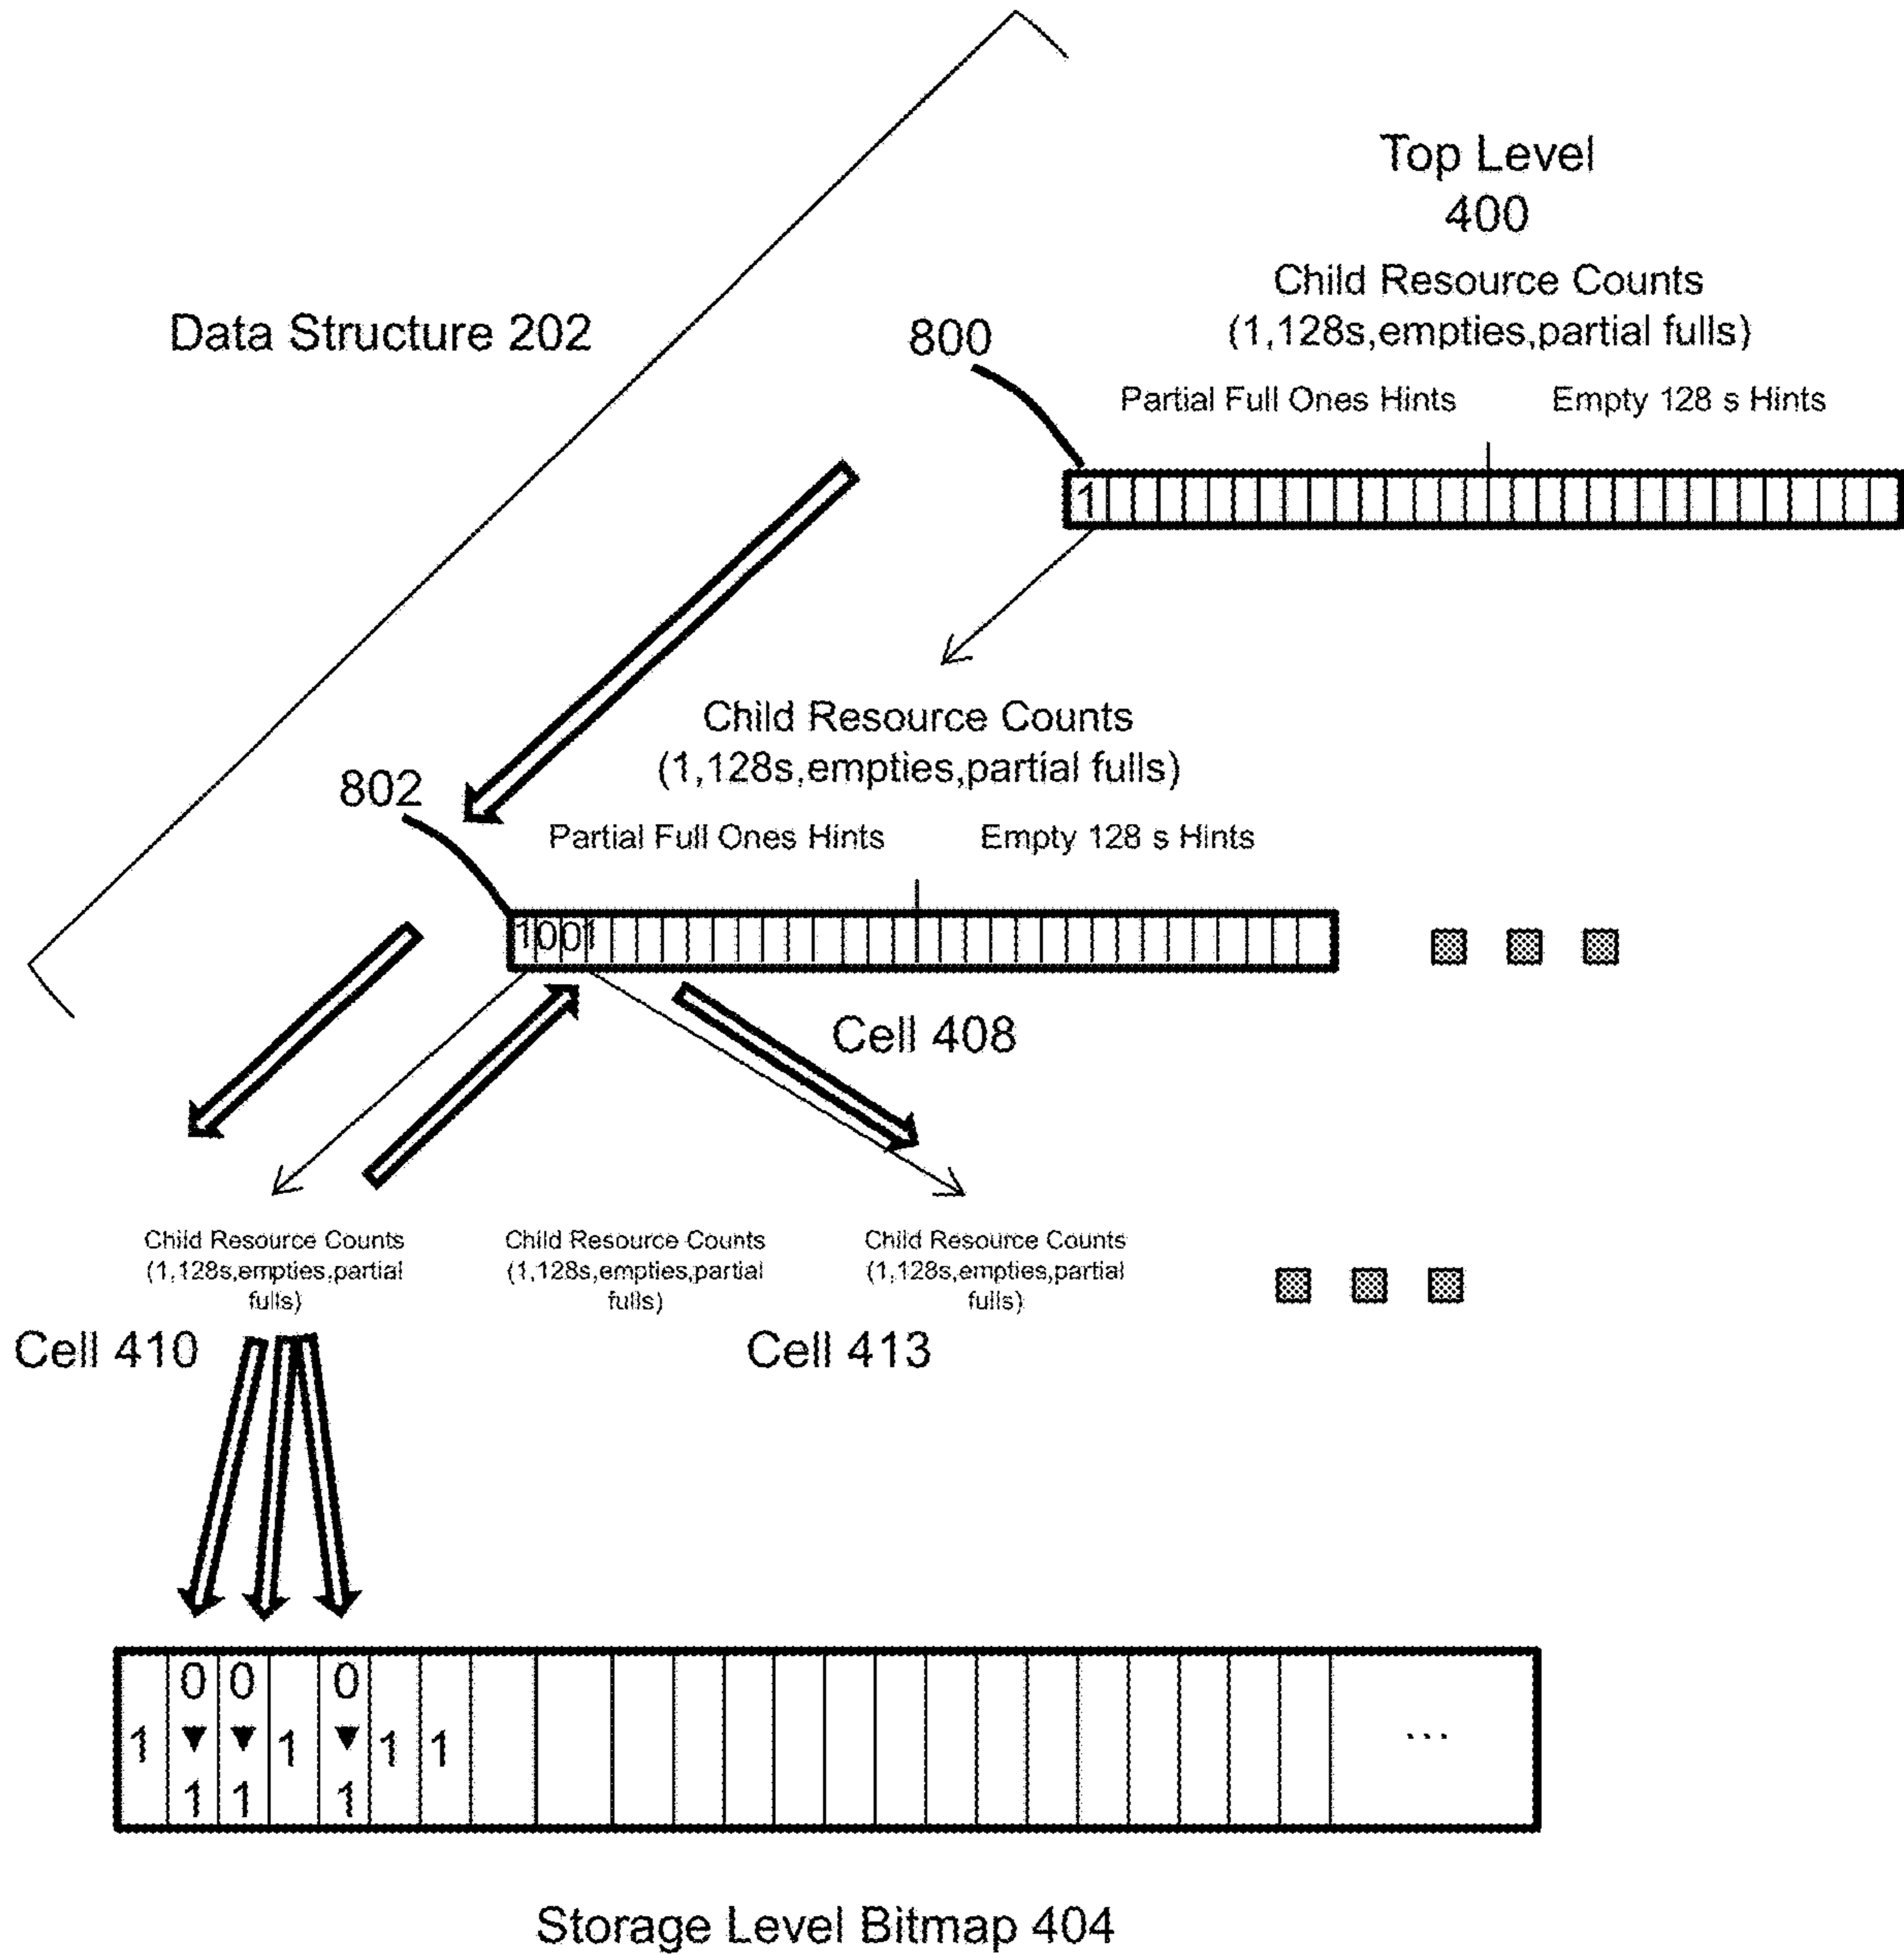 Top Level
400
Child Resource Counts
(1,128s,empties,partial fulls)
Data Structure 202
800
Partial Full Ones Hints
Empty 128 s Hints
1
Child Resource Counts
(1,128s,empties,partial fulls)
802
Partial Full Ones Hints
Empty 128 s Hints
1001
Cell 408
Child Resource Counts
(1,128s,empties,partial
fulls)
Child Resource Counts
(1,128s,empties,partial
fulls)
Child Resource Counts
(1,128s,empties,partial
fulls)
Cell 410
Cell 413
0 0 0
1 1 1 1
1 1 1
...
Storage Level Bitmap 404